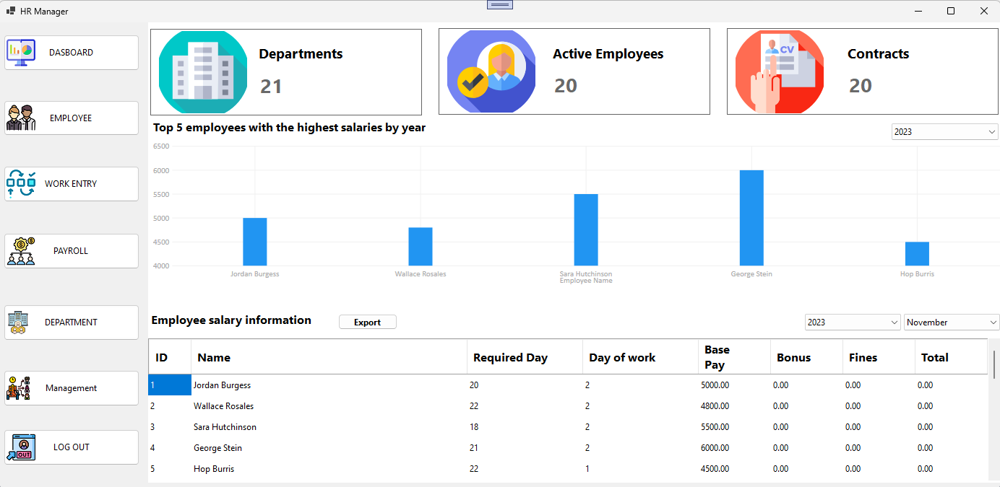 HR Manager
DASBOARD
EMPLOYEE
WORK ENTRY
PAYROLL
DEPARTMENT
Management
OUT
LOG OUT
Departments
21
Active Employees
20
CV
Contracts
20
Top 5 employees with the highest salaries by year
2023
6500
6000
5500
5000
4500
4000
Jordan Burgess Wallace Rosales Sara Hutchinson George Stein Hop Burris
Employee Name
Employee salary information
Export
2023
November
ID Name Required Day Day of work Base Pay Bonus Fines Total
1 Jordan Burgess 20 2 5000.00 0.00 0.00 0.00
2 Wallace Rosales 22 2 4800.00 0.00 0.00 0.00
3 Sara Hutchinson 18 2 5500.00 0.00 0.00 0.00
4 George Stein 21 2 6000.00 0.00 0.00 0.00
5 Hop Burris 22 1 4500.00 0.00 0.00 0.00